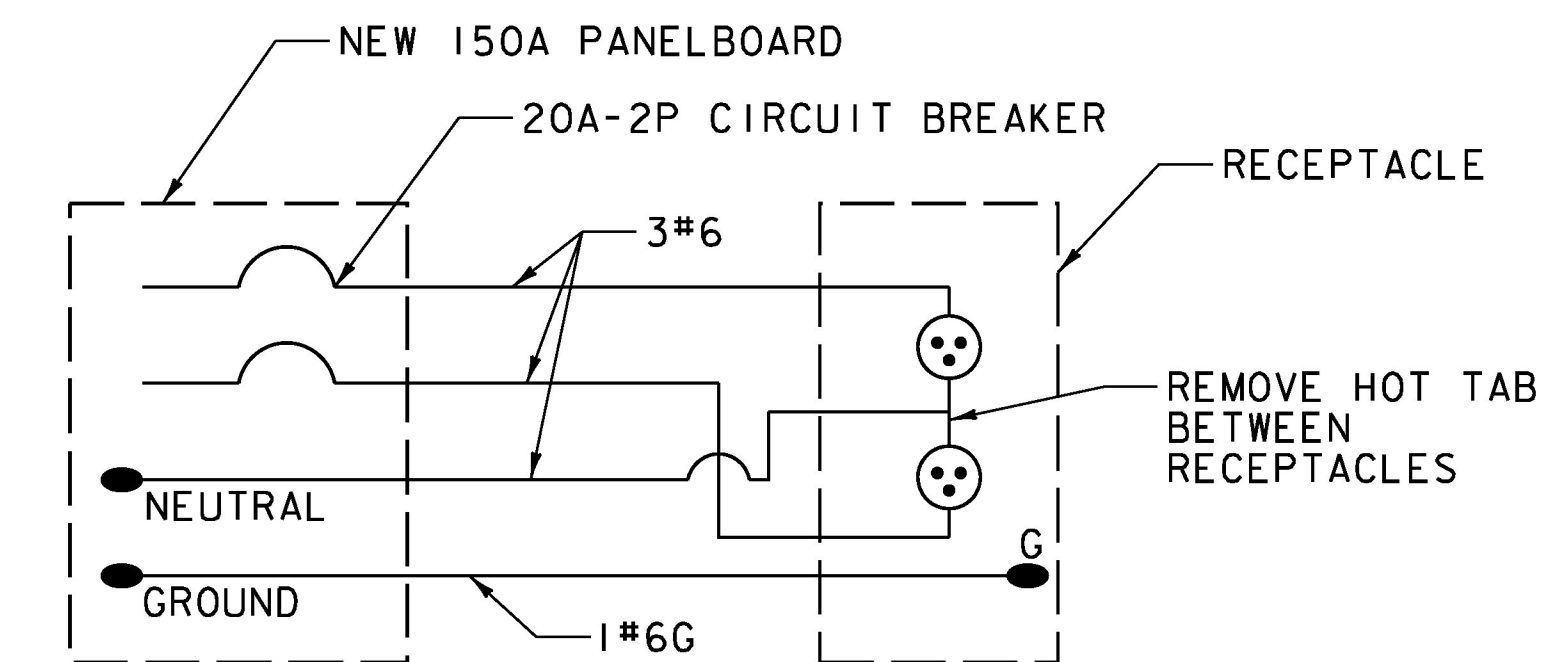 NEW 150A PANELBOARD
20A-2P CIRCUIT BREAKER
RECEPTACLE
3#6
REMOVE HOT TAB
BETWEEN
RECEPTACLES
NEUTRAL
G
GROUND
1#6G